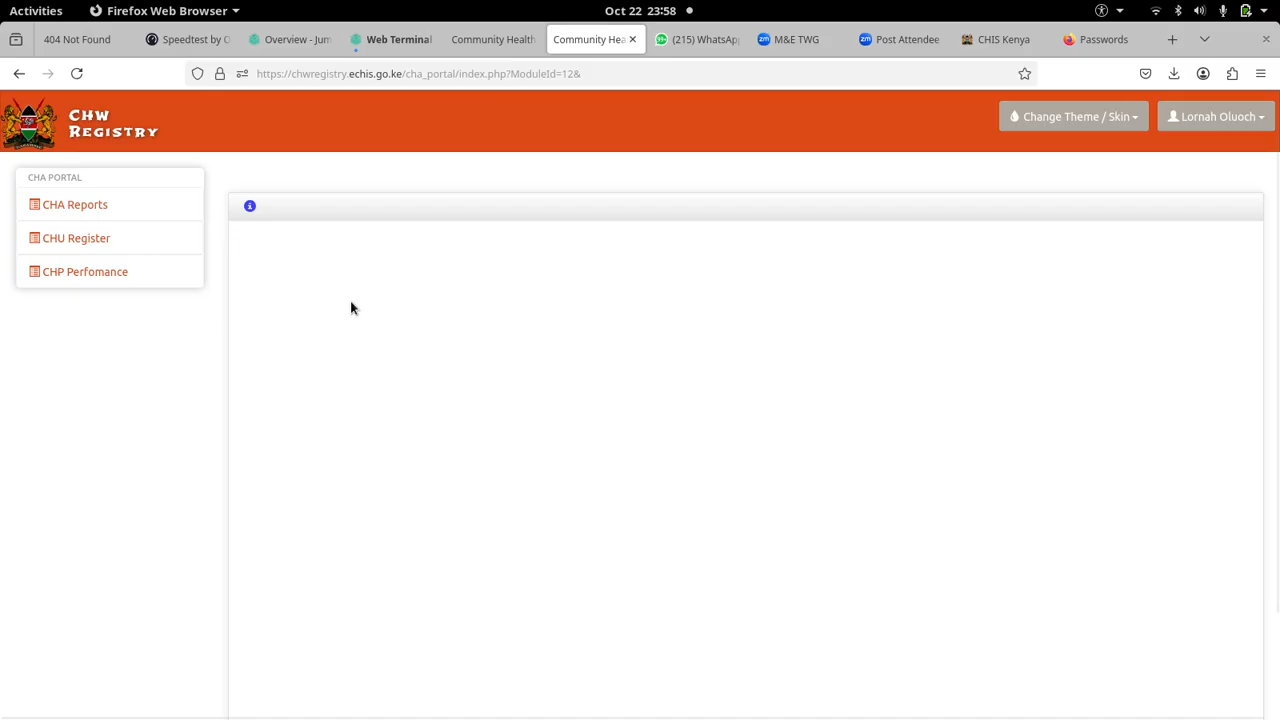 Activities Firefox Web Browser Oct 22 23:58
404 Not Found Speedtest by O Overview - Jum Web Terminal Community Health Community Hea (215) WhatsAp M&E TWG Post Attendee CHIS Kenya Passwords
https://chwregistry.echis.go.ke/cha_portal/index.php?ModuleId=12&
CHW
REGISTRY
Change Theme / Skin
Lornah Oluoch
CHA PORTAL
CHA Reports
CHU Register
CHP Perfomance